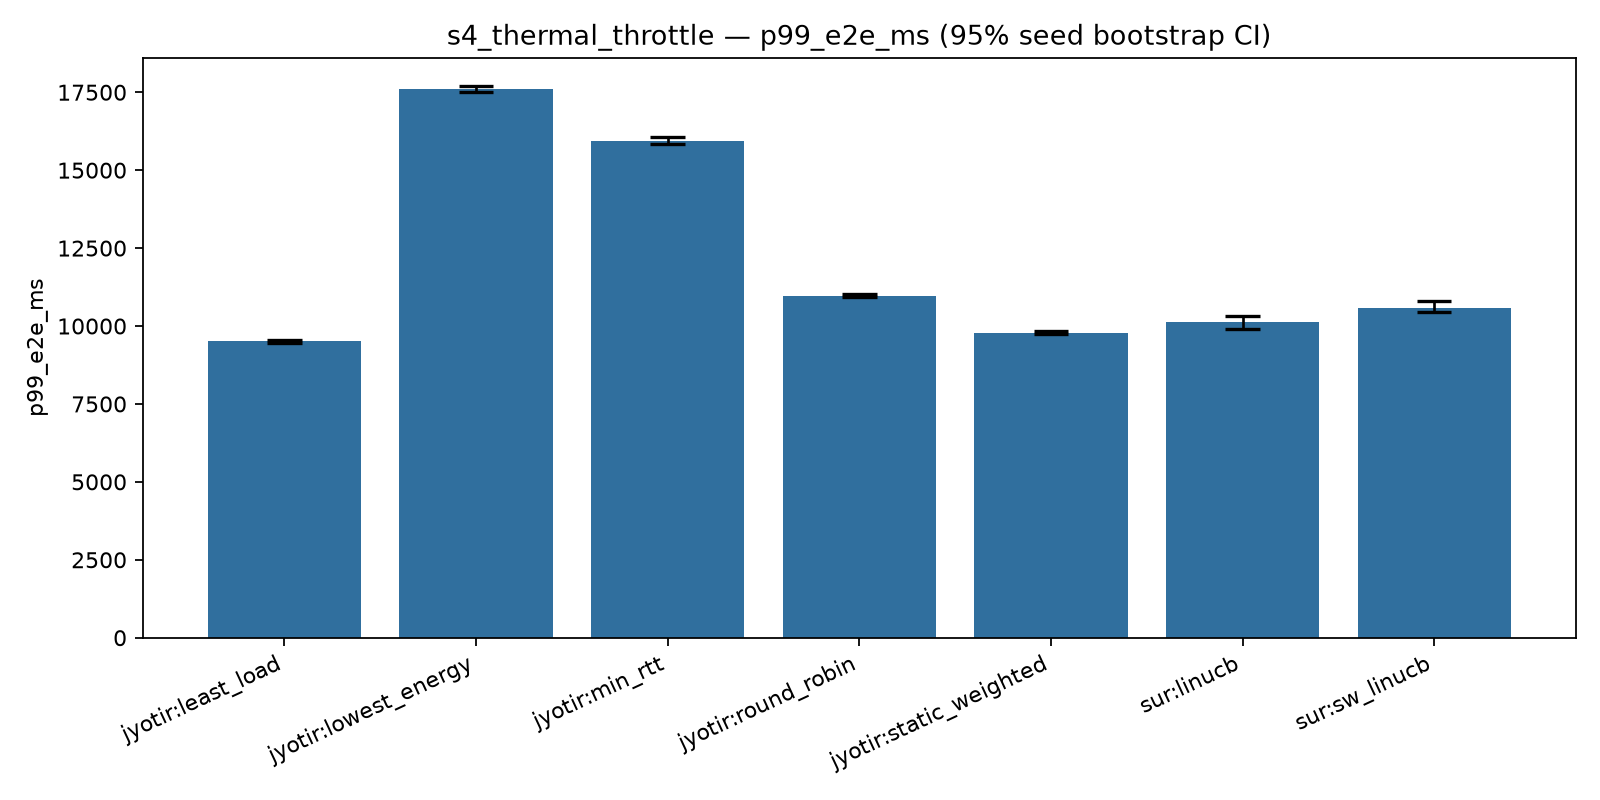 s4_thermal_throttle — p99_e2e_ms (95% seed bootstrap CI)
p99_e2e_ms
17500
15000
12500
10000
7500
5000
2500
0
jyotir:least_load
jyotir:lowest_energy
jyotir:min_rtt
jyotir:round_robin
jyotir:static_weighted
sur:linucb
sur:sw_linucb